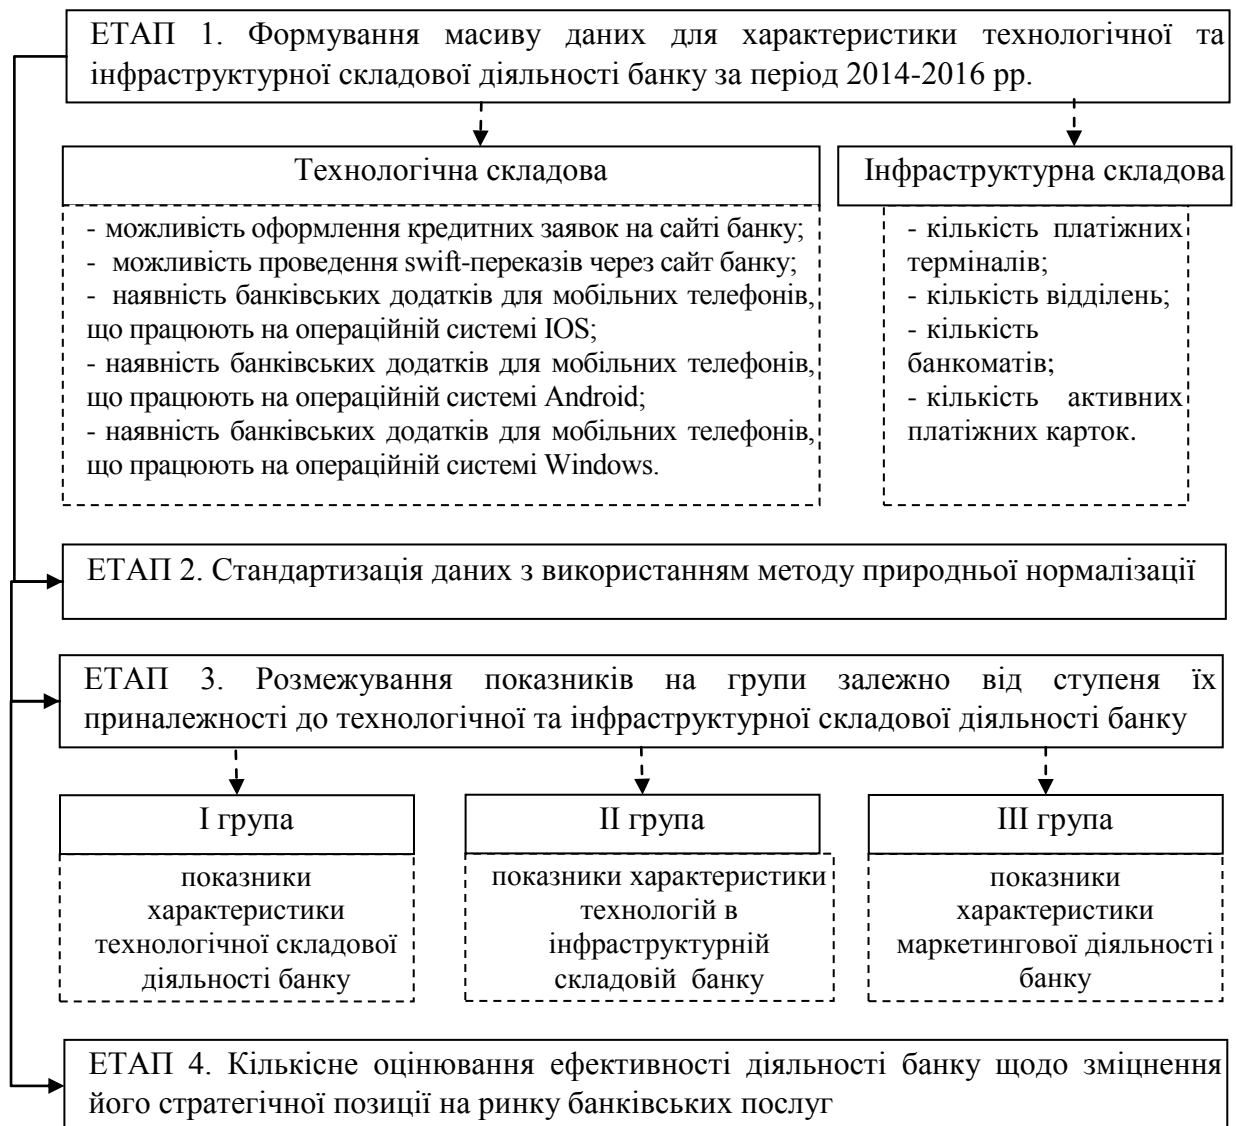 ЕТАП 1. Формування масиву даних для характеристики технологічної та
інфраструктурної складової діяльності банку за період 2014-2016 рр.
Технологічна складова
- можливість оформлення кредитних заявок на сайті банку;
- можливість проведення swift-переказів через сайт банку;
- наявність банківських додатків для мобільних телефонів,
що працюють на операційній системі IOS;
- наявність банківських додатків для мобільних телефонів,
що працюють на операційній системі Android;
- наявність банківських додатків для мобільних телефонів,
що працюють на операційній системі Windows.
Інфраструктурна складова
- кількість платіжних
терміналів;
- кількість відділень;
- кількість
банкоматів;
- кількість активних
платіжних карток.
ЕТАП 2. Стандартизація даних з використанням методу природньої нормалізації
ЕТАП 3. Розмежування показників на групи залежно від ступеня їх
приналежності до технологічної та інфраструктурної складової діяльності банку
І група
показники
характеристики
технологічної складової
діяльності банку
ІІ група
показники характеристики
технологій в
інфраструктурній
складовій банку
ІІІ група
показники
характеристики
маркетингової діяльності
банку
ЕТАП 4. Кількісне оцінювання ефективності діяльності банку щодо зміцнення
його стратегічної позиції на ринку банківських послуг